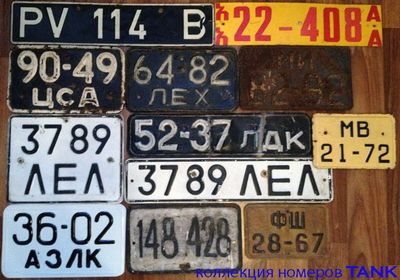 PV 114 B
22-408 AA
90-49
ЦСА
64-82
ЛЕХ
3789
ЛЕЛ
52-37 ЛДК
МВ
21-72
3789 ЛЕЛ
36-02
АЗЛК
148 428
ФШ
28-67
коллекция номеров TANK